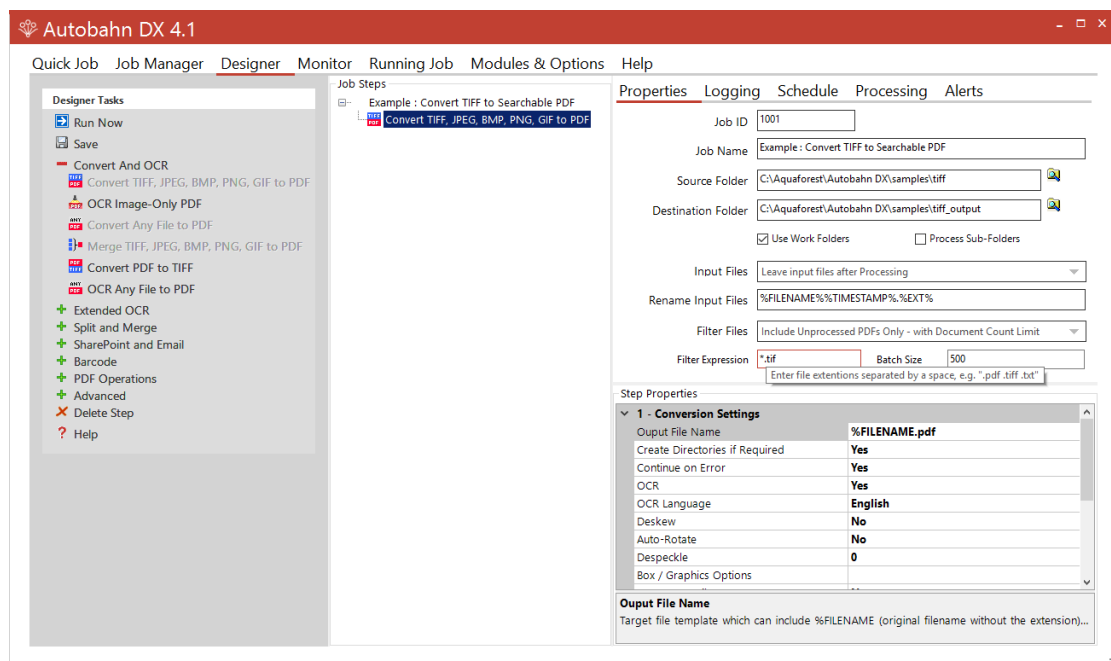 Autobahn DX 4.1
Quick Job Job Manager Designer Monitor Running Job Modules & Options Help
Designer Tasks
Run Now
Save
Convert And OCR
Convert TIFF, JPEG, BMP, PNG, GIF to PDF
OCR Image-Only PDF
Convert Any File to PDF
Merge TIFF, JPEG, BMP, PNG, GIF to PDF
Convert PDF to TIFF
OCR Any File to PDF
Extended OCR
Split and Merge
SharePoint and Email
Barcode
PDF Operations
Advanced
Delete Step
Help
Job Steps
Example : Convert TIFF to Searchable PDF
Convert TIFF, JPEG, BMP, PNG, GIF to PDF
Properties Logging Schedule Processing Alerts
Job ID 1001
Job Name Example : Convert TIFF to Searchable PDF
Source Folder C:\Aquaforest\Autobahn DX\samples\tiff
Destination Folder C:\Aquaforest\Autobahn DX\samples\tiff_output
Use Work Folders Process Sub-Folders
Input Files Leave input files after Processing
Rename Input Files %FILENAME%%TIMESTAMP%.%EXT%
Filter Files Include Unprocessed PDFs Only - with Document Count Limit
Filter Expression *.tif Batch Size 500
Enter file extentions separated by a space, e.g. ".pdf .tiff .txt"
Step Properties
1 - Conversion Settings
Ouput File Name %FILENAME.pdf
Create Directories if Required Yes
Continue on Error Yes
OCR Yes
OCR Language English
Deskew No
Auto-Rotate No
Despeckle 0
Box / Graphics Options
Ouput File Name
Target file template which can include %FILENAME (original filename without the extension)...